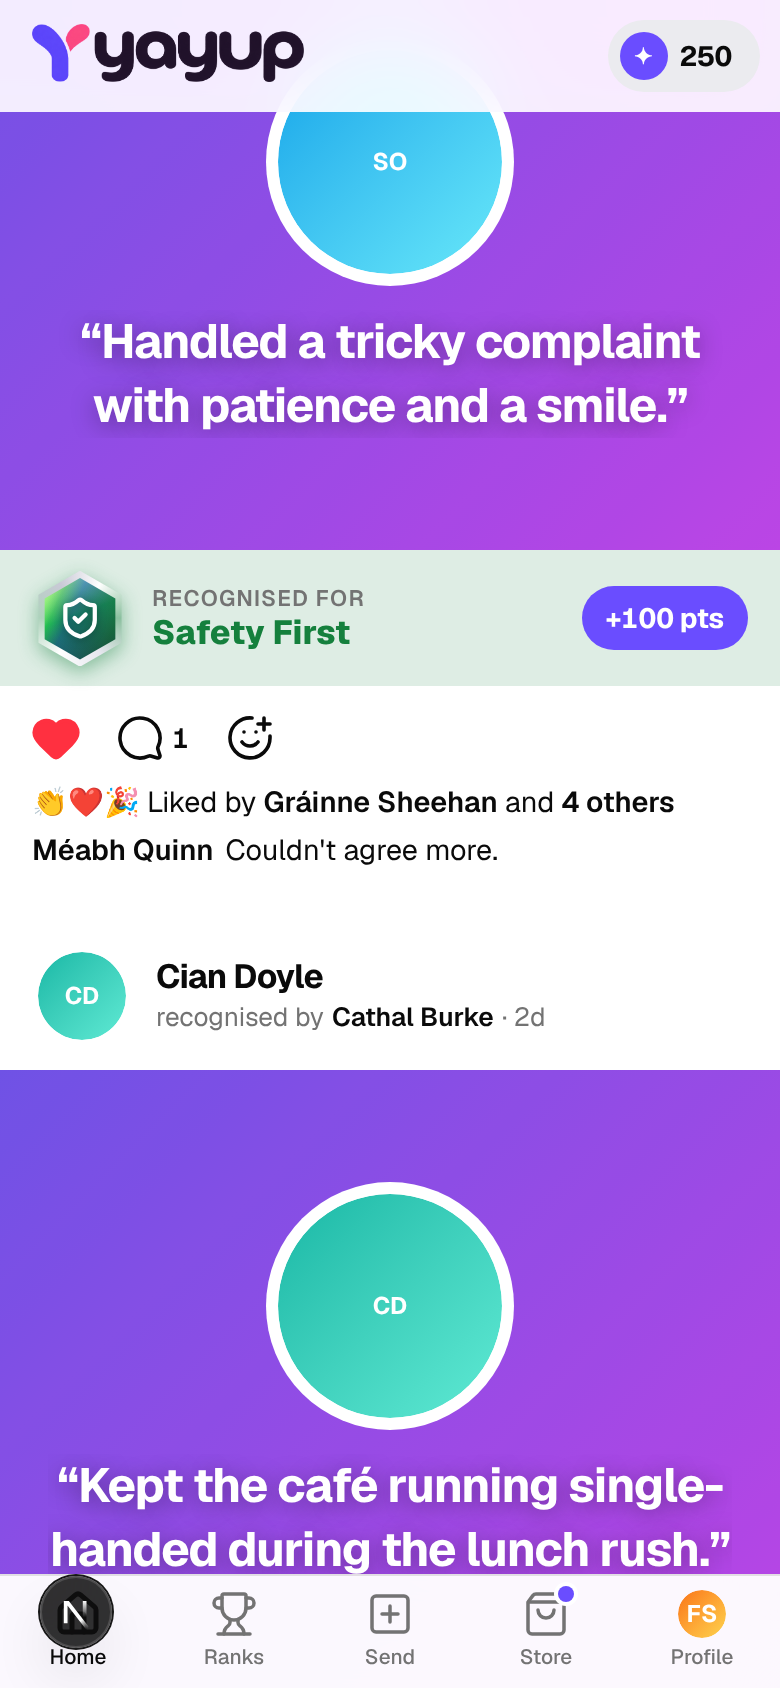 yayup
250
SO
“Handled a tricky complaint
with patience and a smile.”
RECOGNISED FOR
Safety First
+100 pts
1
👏❤️🎉 Liked by Gráinne Sheehan and 4 others
Méabh Quinn Couldn't agree more.
CD
Cian Doyle
recognised by Cathal Burke · 2d
CD
“Kept the café running single-
handed during the lunch rush.”
N
FS
Home
Ranks
Send
Store
Profile